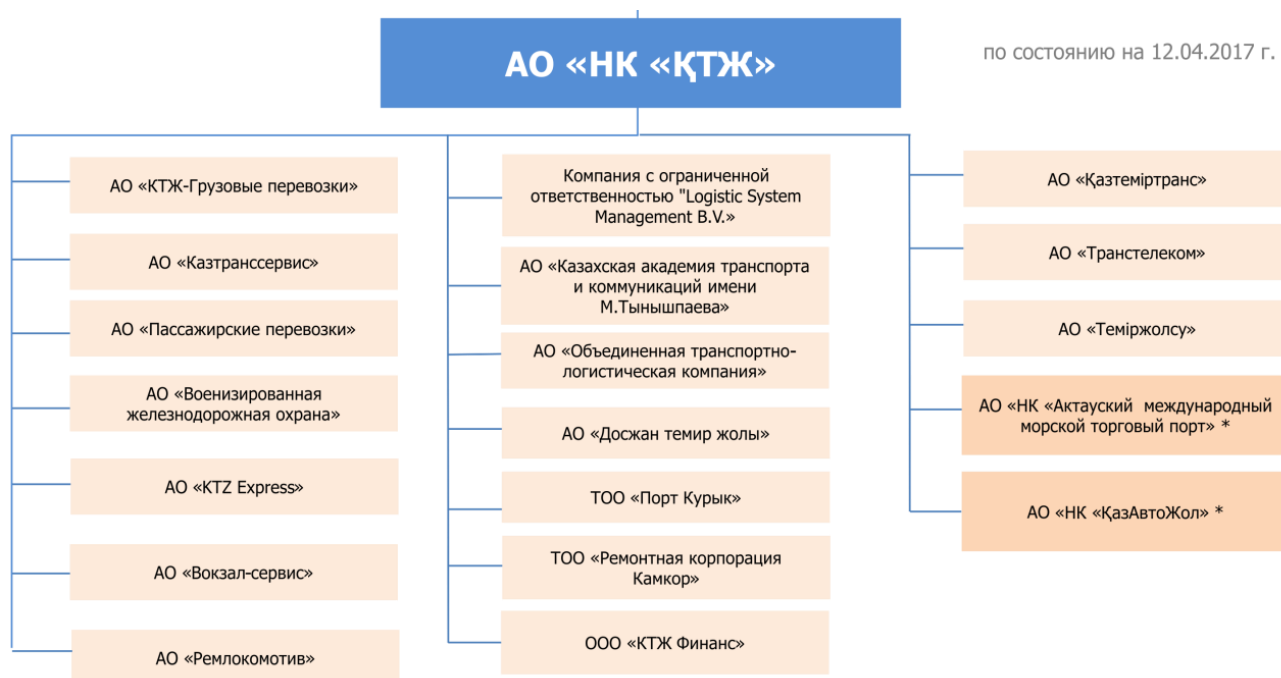 АО «НК «ҚТЖ»
по состоянию на 12.04.2017 г.
АО «КТЖ-Грузовые перевозки»
АО «Казтранссервис»
АО «Пассажирские перевозки»
АО «Военизированная
железнодорожная охрана»
АО «KTZ Express»
АО «Вокзал-сервис»
АО «Ремлокомотив»
Компания с ограниченной
ответственностью "Logistic System
Management B.V.»
АО «Казахская академия транспорта
и коммуникаций имени
М.Тынышпаева»
АО «Объединенная транспортно-
логистическая компания»
АО «Досжан темир жолы»
ТОО «Порт Курык»
ТОО «Ремонтная корпорация
Камкор»
ООО «КТЖ Финанс»
АО «Қазтеміртранс»
АО «Транстелеком»
АО «Теміржолсу»
АО «НК «Актауский международный
морской торговый порт» *
АО «НК «ҚазАвтоЖол» *